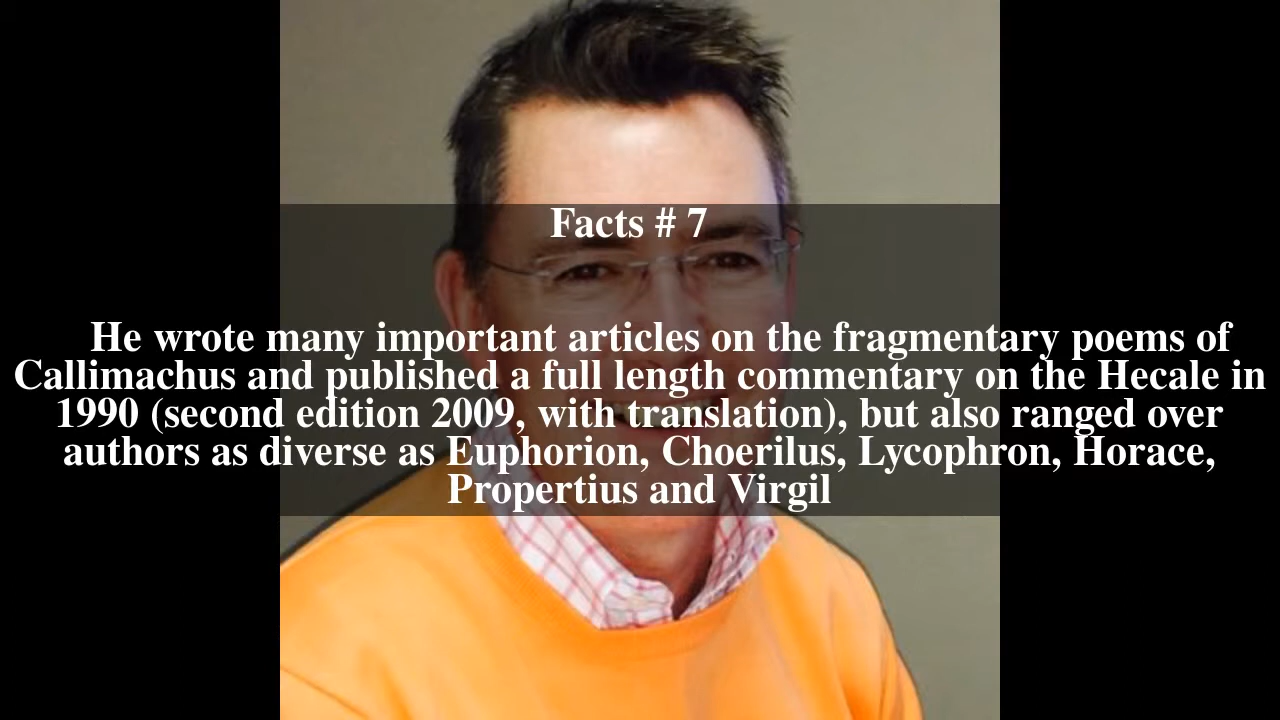 Facts # 7
He wrote many important articles on the fragmentary poems of
Callimachus and published a full length commentary on the Hecale in
1990 (second edition 2009, with translation), but also ranged over
authors as diverse as Euphorion, Choerilus, Lycophron, Horace,
Propertius and Virgil